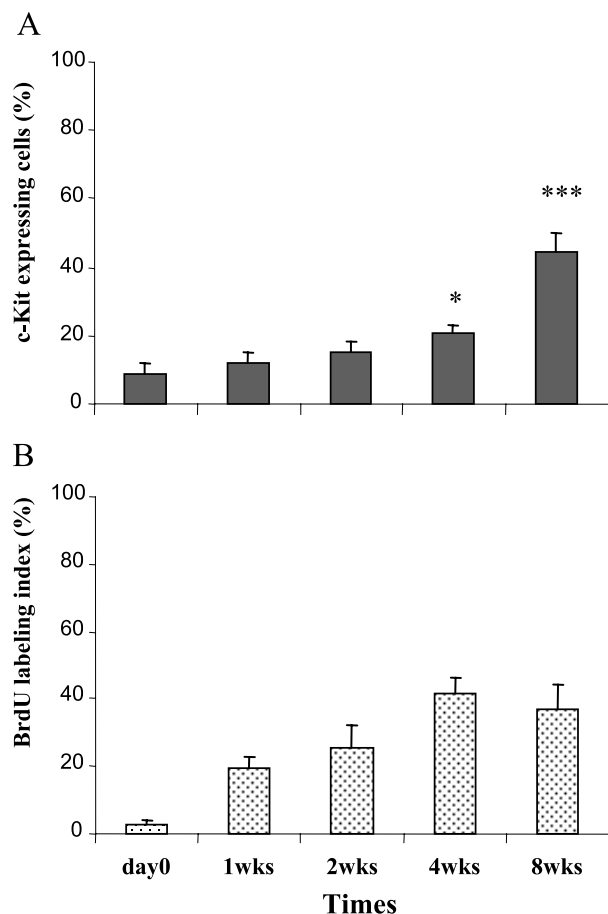 A
c-Kit expressing cells (%)
100
80
60
40
20
0
*
***
B
BrdU labeling index (%)
100
80
60
40
20
0
day0 1wks 2wks 4wks 8wks
Times